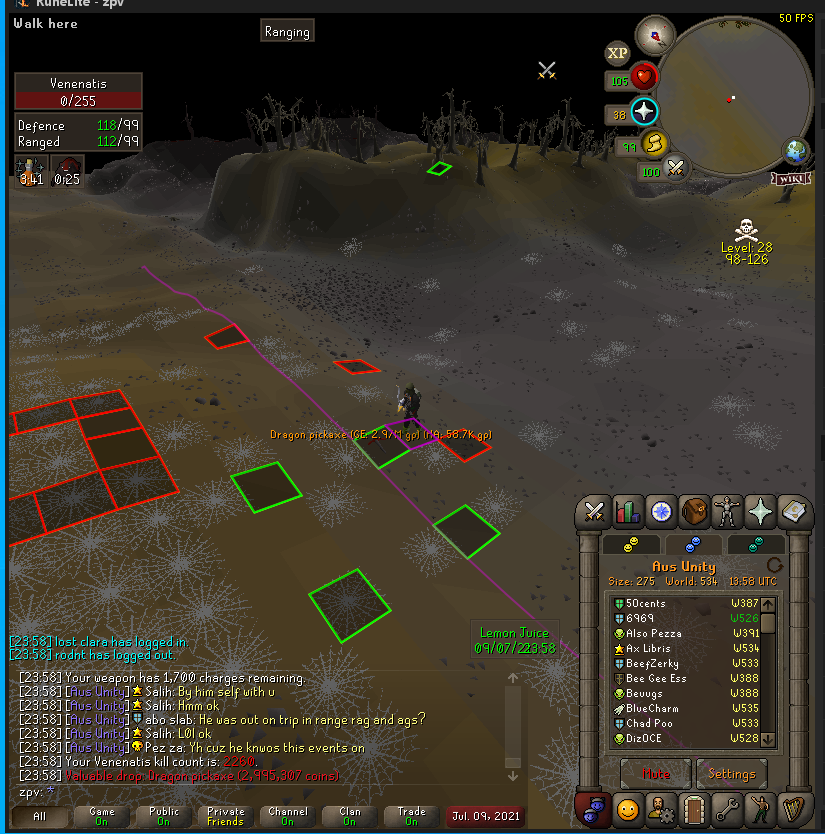 RuneLite - zpv
Walk here
50 FPS
Ranging
XP
Venenatis
0/255
105
Defence 118/99
Ranged 112/99
38
99
100
WIKI
3:41 0:25
Level: 28
98-126
Dragon pickaxe (GE: 2.97M gp) (HA: 58.7K gp)
Aus Unity
Size: 275 World: 534 13:58 UTC
50cents W387
6969 W526
Also Pezza W391
Ax Libris W534
BeefZerky W533
Bee Gee Ess W388
Beuvgs W388
BlueCharm W535
Chad Poo W533
DizOCE W528
Mute Settings
Lemon Juice
[23:58] lost clara has logged in.
[23:58] rodnt has logged out.
[23:58] Your weapon has 1,700 charges remaining.
[23:58] [Aus Unity] Salih: By him self with u
[23:58] [Aus Unity] Salih: Hmm ok
[23:58] [Aus Unity] abo slab: He was out on trip in range rag and ags?
[23:58] [Aus Unity] Salih: L0l ok
[23:58] [Aus Unity] Pez za: Yh cuz he knwos this events on
[23:58] Your Venenatis kill count is: 2260.
[23:58] Valuable drop: Dragon pickaxe (2,995,307 coins)
zpv: *
All
Game
On
Public
On
Private
Friends
Channel
On
Clan
On
Trade
On
Jul. 09, 2021